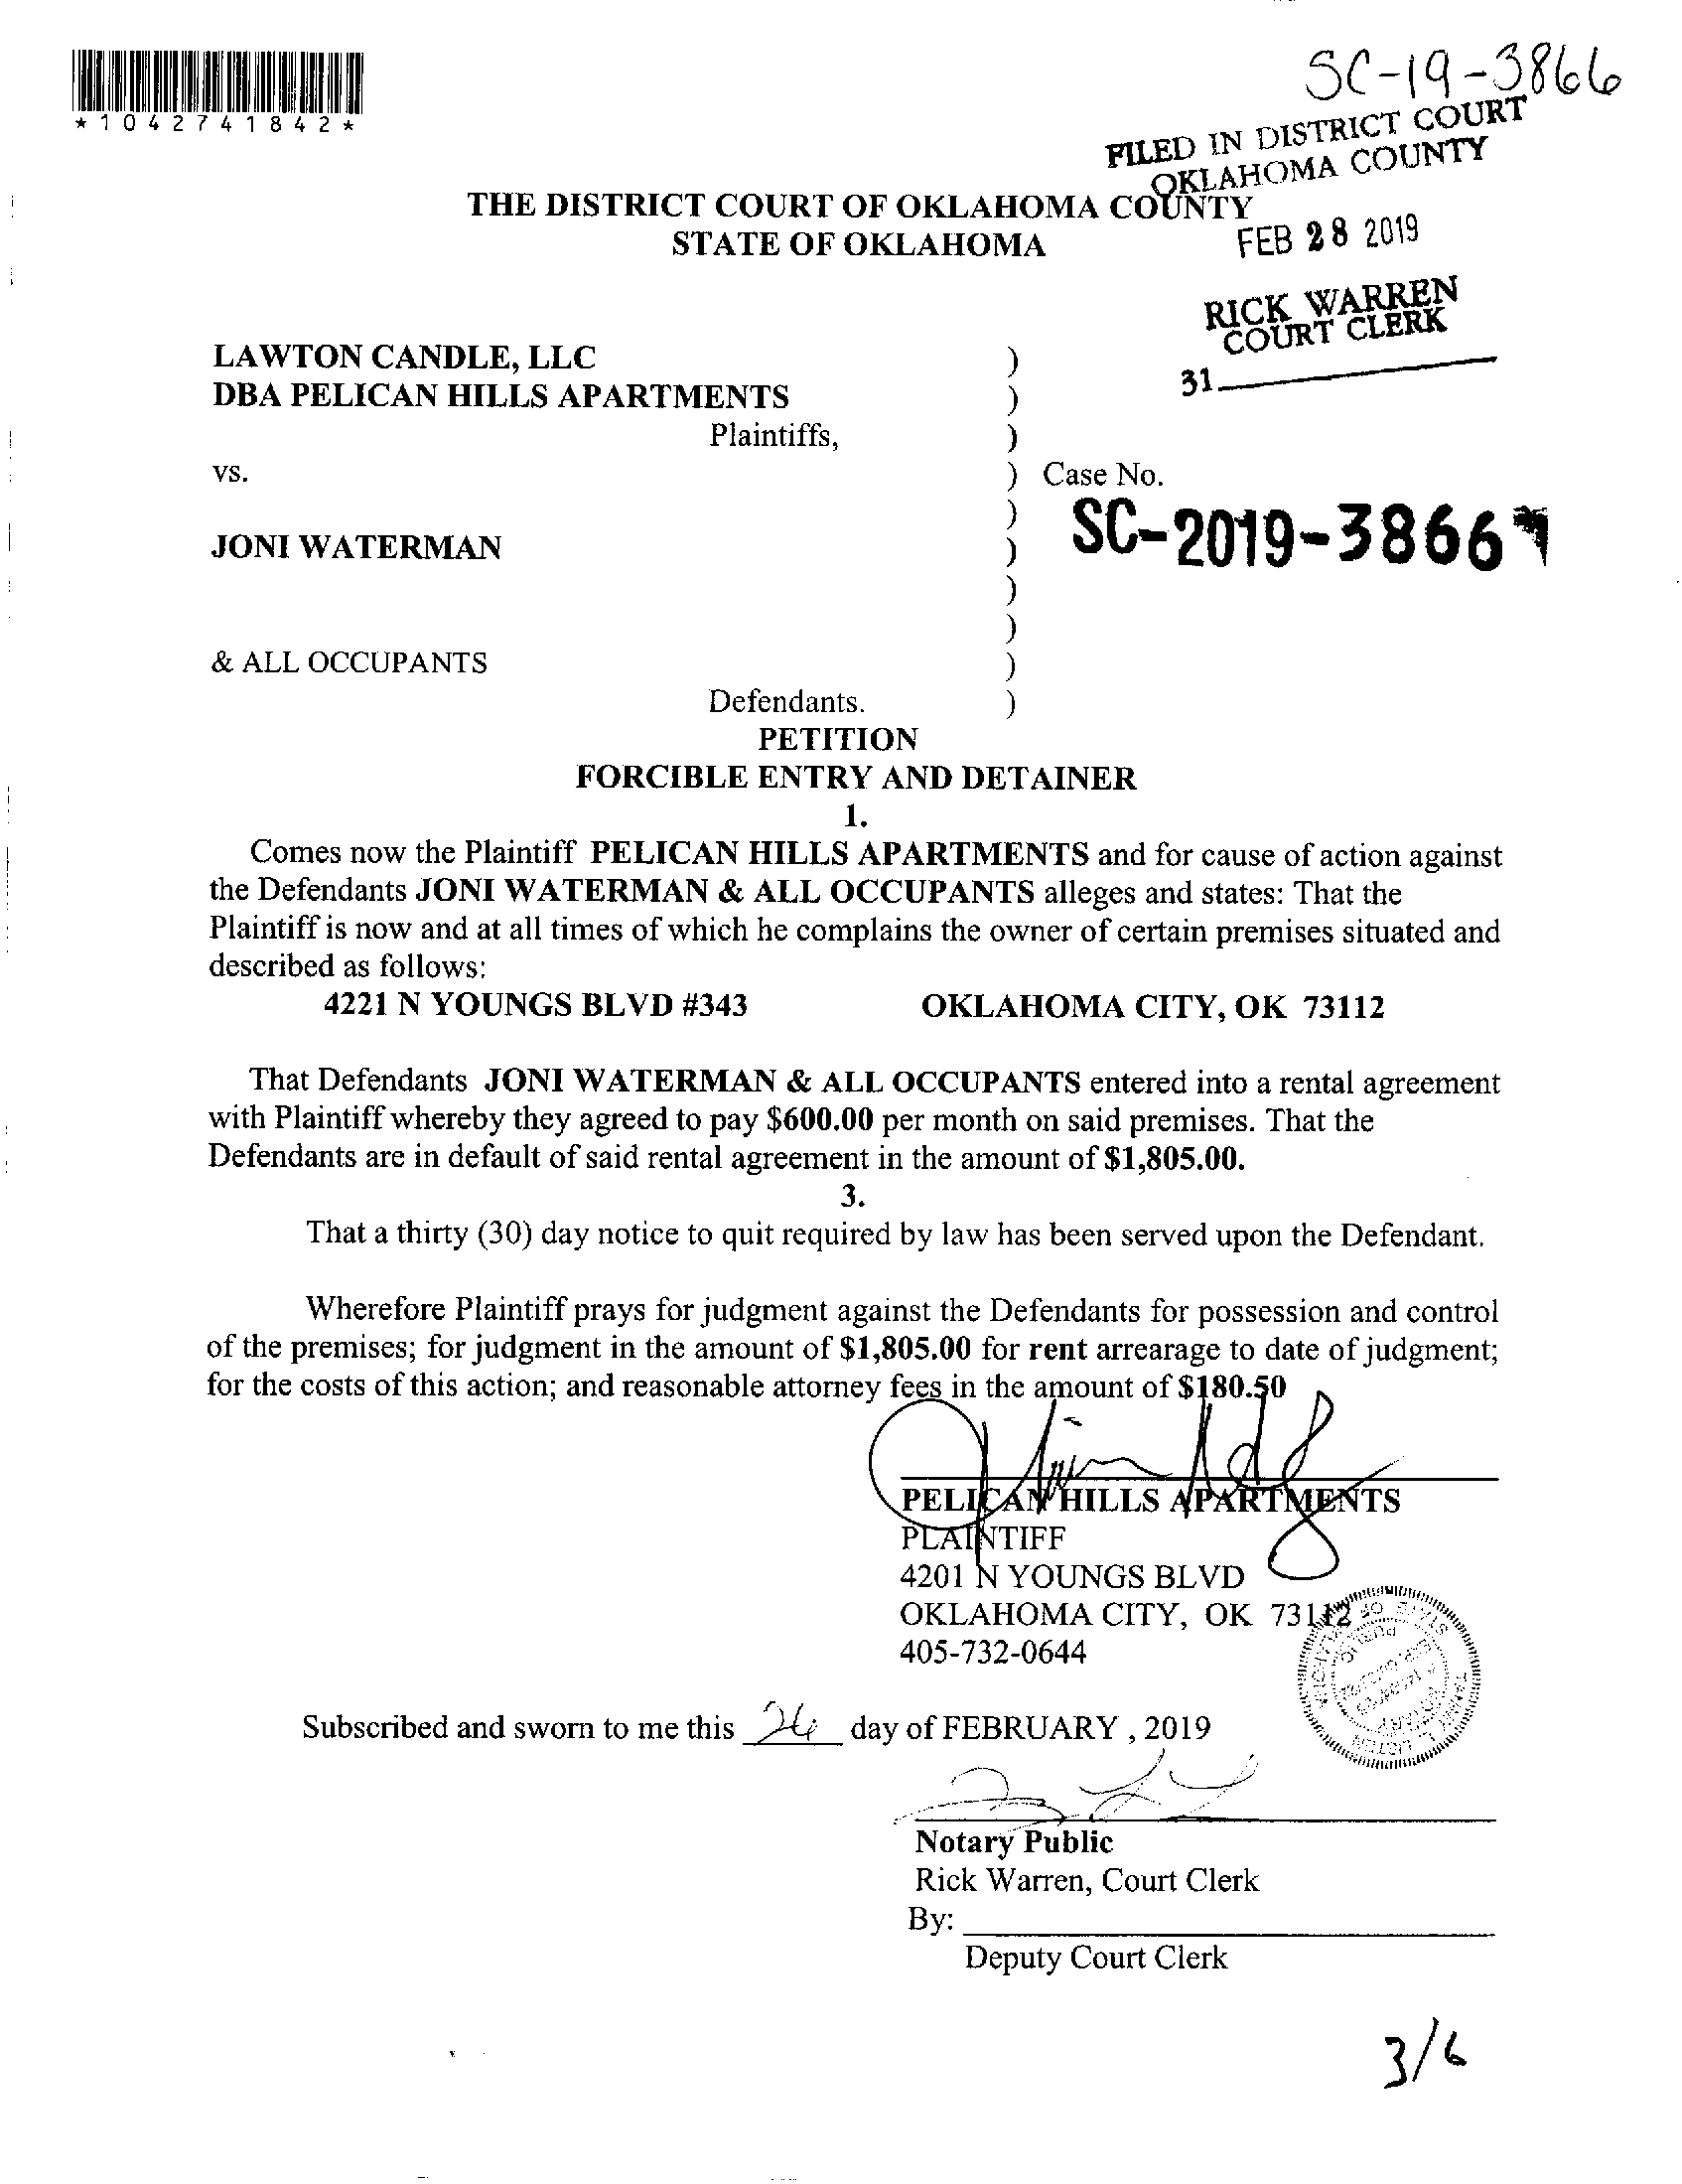 SC-19-3866
*1042741842*
FILED IN DISTRICT COURT
OKLAHOMA COUNTY
THE DISTRICT COURT OF OKLAHOMA COUNTY
STATE OF OKLAHOMA
FEB 28 2019
RICK WARREN
COURT CLERK
31
LAWTON CANDLE, LLC )
DBA PELICAN HILLS APARTMENTS )
Plaintiffs, )
vs. ) Case No.
)
SC-2019-3866
JONI WATERMAN )
)
)
& ALL OCCUPANTS )
Defendants. )
PETITION
FORCIBLE ENTRY AND DETAINER
1.
Comes now the Plaintiff PELICAN HILLS APARTMENTS and for cause of action against
the Defendants JONI WATERMAN & ALL OCCUPANTS alleges and states: That the
Plaintiff is now and at all times of which he complains the owner of certain premises situated and
described as follows:
4221 N YOUNGS BLVD #343 OKLAHOMA CITY, OK 73112
That Defendants JONI WATERMAN & ALL OCCUPANTS entered into a rental agreement
with Plaintiff whereby they agreed to pay $600.00 per month on said premises. That the
Defendants are in default of said rental agreement in the amount of $1,805.00.
3.
That a thirty (30) day notice to quit required by law has been served upon the Defendant.
Wherefore Plaintiff prays for judgment against the Defendants for possession and control
of the premises; for judgment in the amount of $1,805.00 for rent arrearage to date of judgment;
for the costs of this action; and reasonable attorney fees in the amount of $180.50
PELICAN HILLS APARTMENTS
PLAINTIFF
4201 N YOUNGS BLVD
OKLAHOMA CITY, OK 73112
405-732-0644
Subscribed and sworn to me this 26 day of FEBRUARY , 2019
Notary Public
Rick Warren, Court Clerk
By:
Deputy Court Clerk
3/6